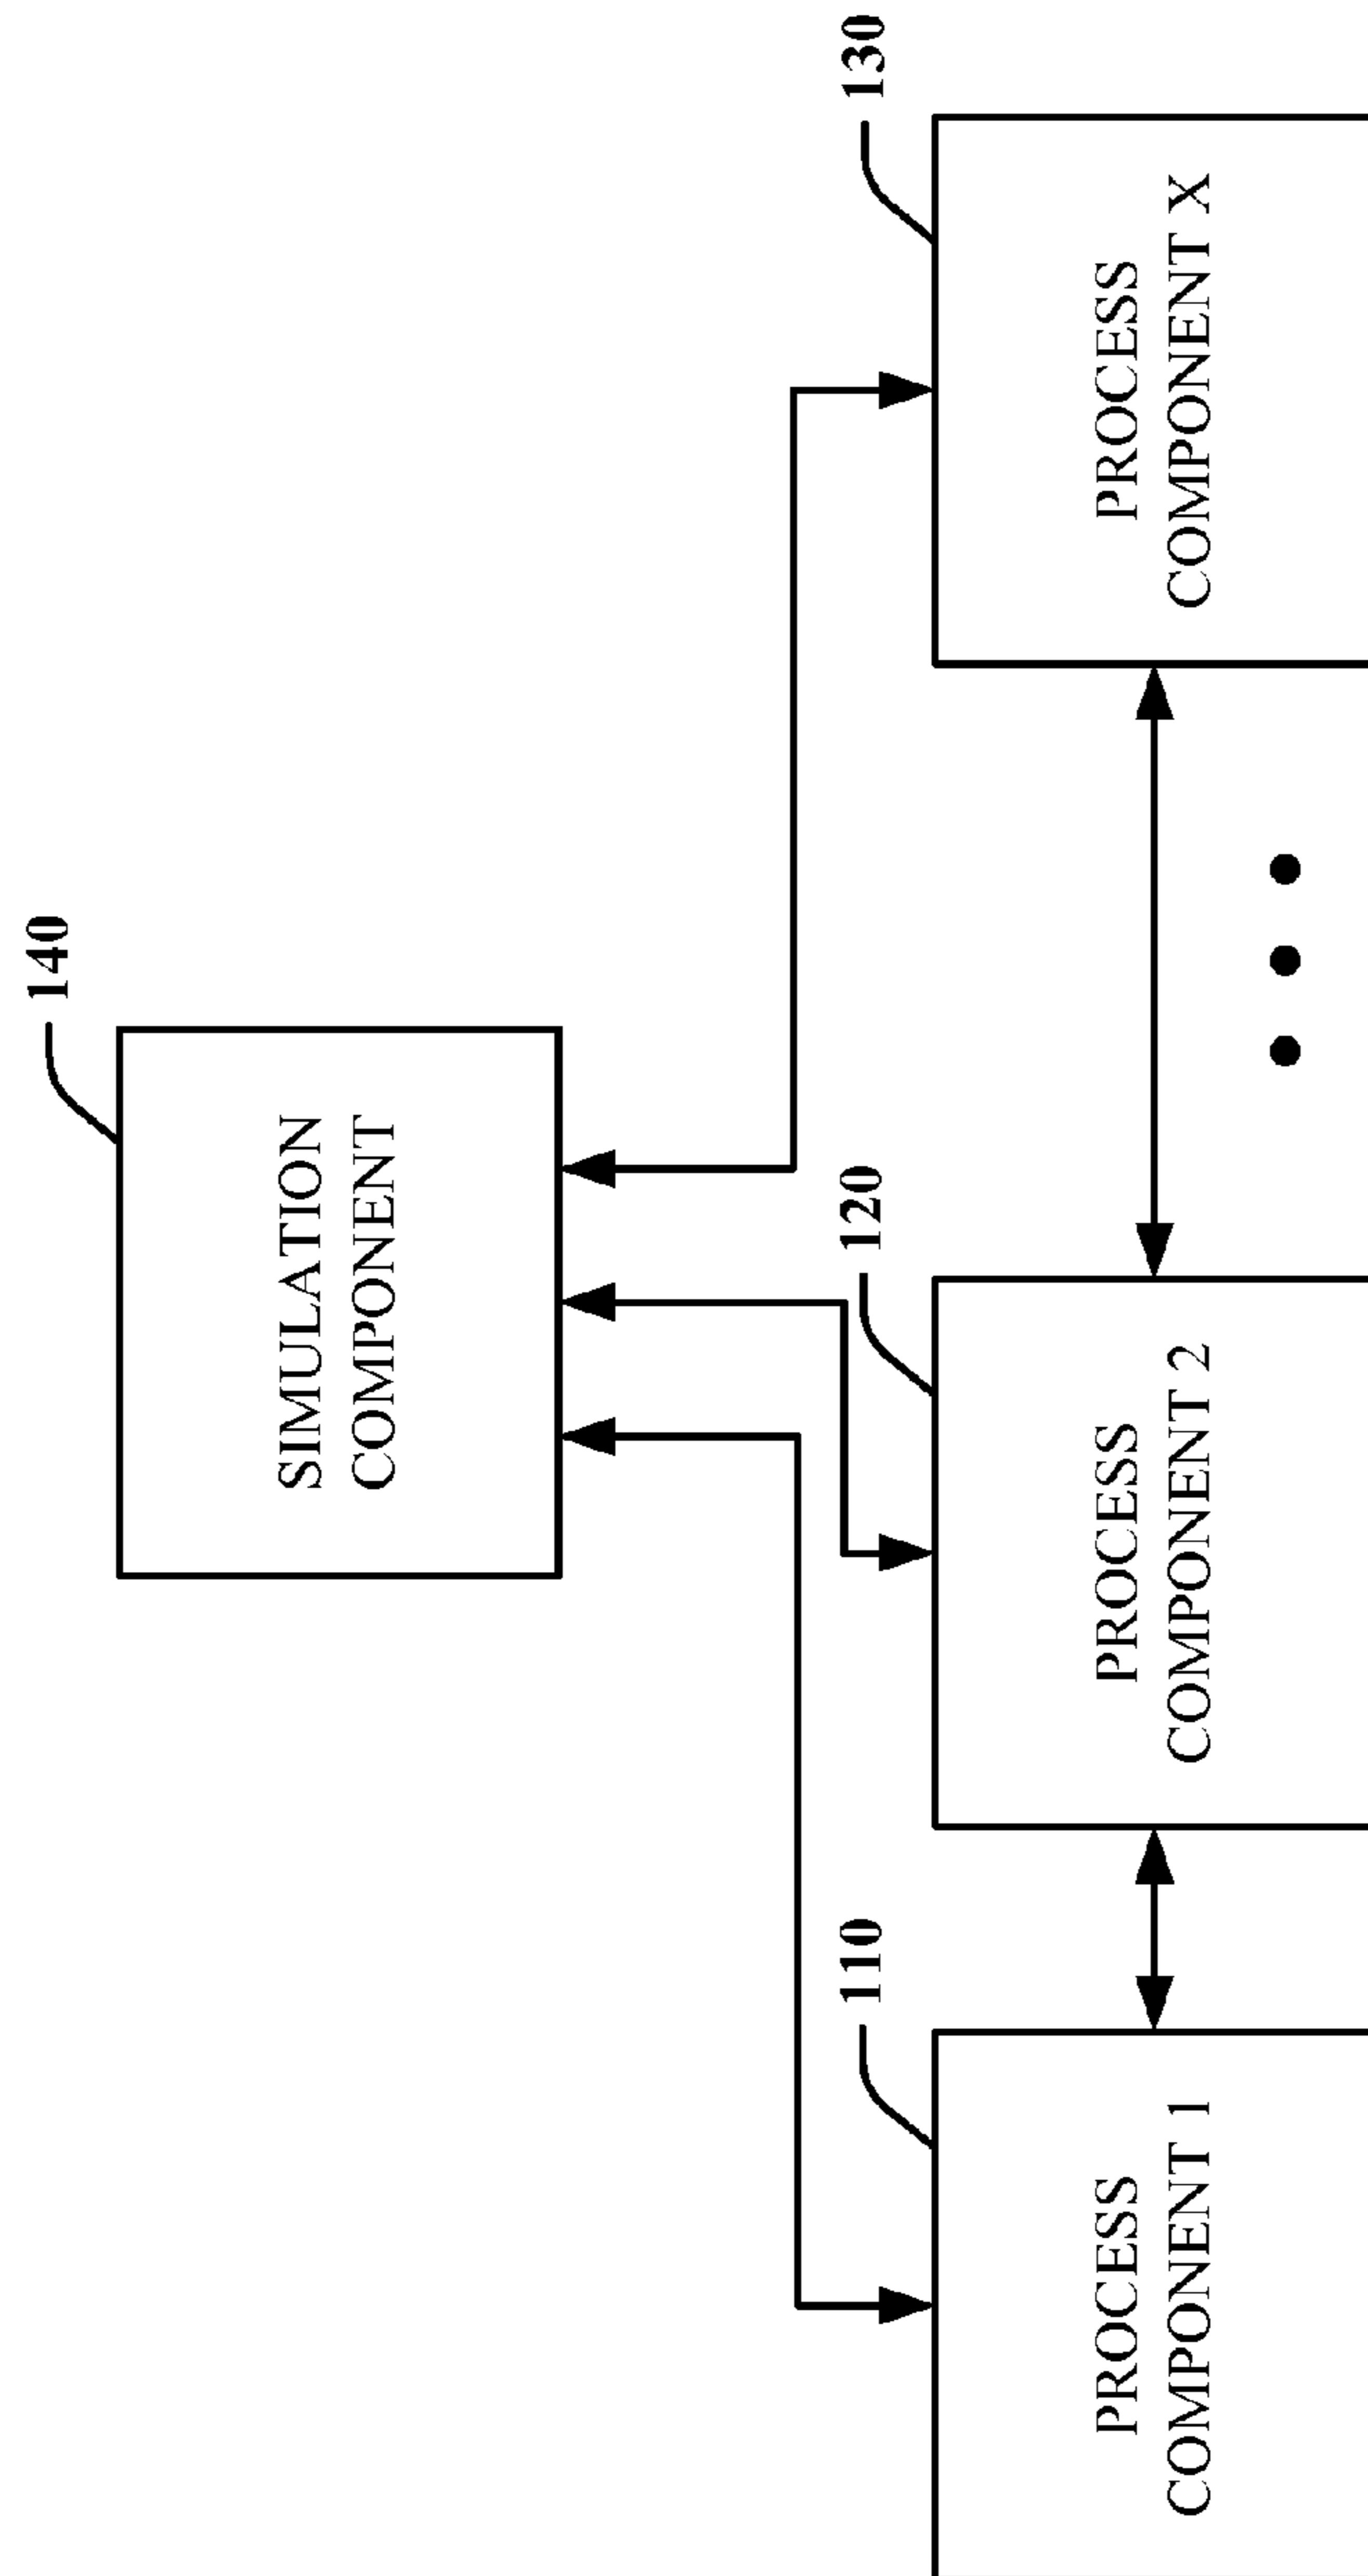 140
SIMULATION
COMPONENT
110
120
130
PROCESS
COMPONENT 1
PROCESS
COMPONENT 2
PROCESS
COMPONENT X